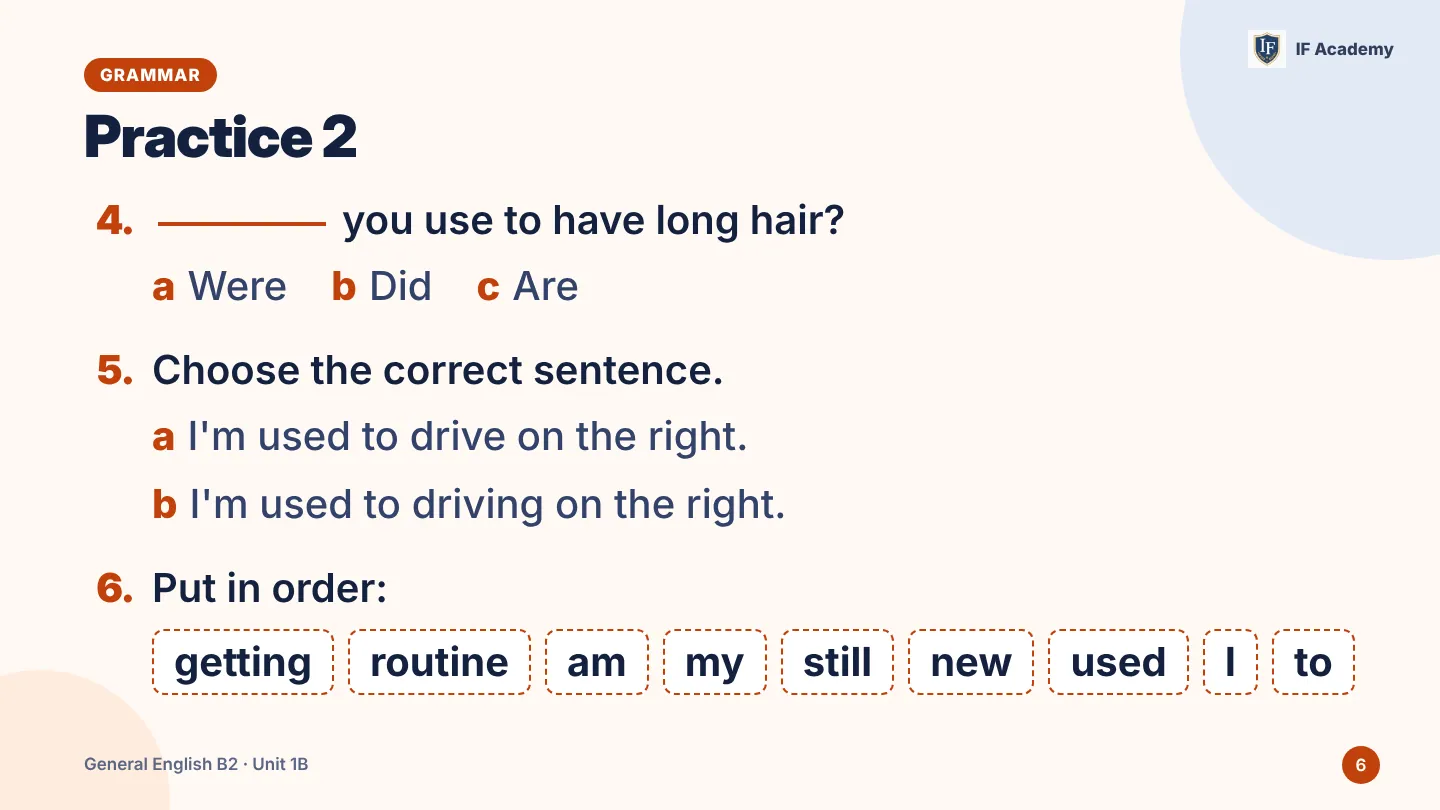 IF
IF Academy
GRAMMAR
Practice 2
4. ________ you use to have long hair?
a Were b Did c Are
5. Choose the correct sentence.
a I'm used to drive on the right.
b I'm used to driving on the right.
6. Put in order:
getting routine am my still new used I to
General English B2 · Unit 1B
6